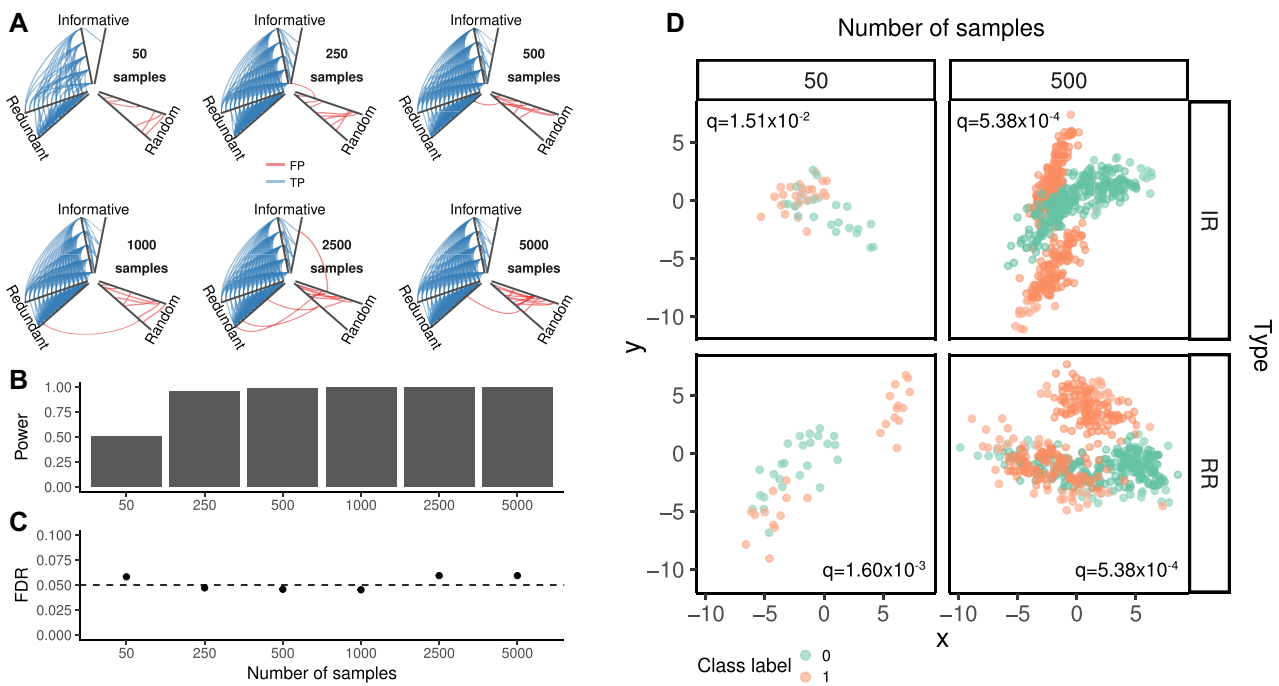 A
Informative
50
samples
Redundant
Random
Informative
250
samples
Redundant
Random
Informative
500
samples
Redundant
Random
FP
TP
Informative
1000
samples
Redundant
Random
Informative
2500
samples
Redundant
Random
Informative
5000
samples
Redundant
Random
B
Power
1.00
0.75
0.50
0.25
0.00
50 250 500 1000 2500 5000
C
FDR
0.100
0.075
0.050
0.025
0.000
50 250 500 1000 2500 5000
Number of samples
D
Number of samples
50 500
q=1.51x10⁻²
q=5.38x10⁻⁴
5
0
−5
−10
IR
y
Type
5
0
−5
−10
q=1.60x10⁻³
q=5.38x10⁻⁴
RR
−10 −5 0 5
−10 −5 0 5
x
Class label
0
1